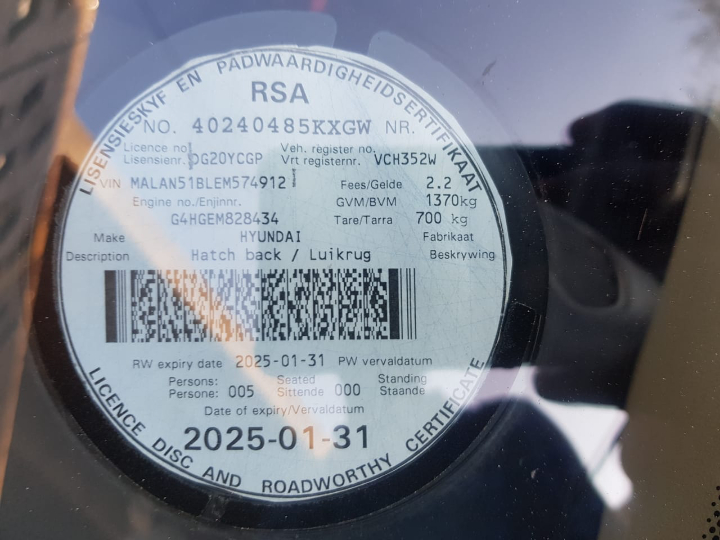 LISENSIESKYF EN PADWAARDIGHEIDSERTIFIKAAT
RSA
NO. 40240485KXGW NR.
Licence no. Veh. register no.
Lisensienr. DG20YCGP Vrt registernr. VCH352W
VIN MALAN51BLEM574912 Fees/Gelde 2.2
Engine no./Enjinnr. GVM/BVM 1370kg
G4HGEM828434 Tare/Tarra 700 kg
Make HYUNDAI Fabrikaat
Description Hatch back / Luikrug Beskrywing
RW expiry date 2025-01-31 PW vervaldatum
Persons: Seated Standing
Persone: 005 Sittende 000 Staande
Date of expiry/Vervaldatum
2025-01-31
LICENCE DISC AND ROADWORTHY CERTIFICATE